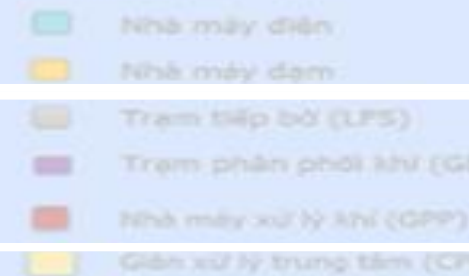 Nhà máy điện
Nhà máy đạm
Trạm tiếp bờ (LFS)
Trạm phân phối khí (G
Nhà máy xử lý khí (GPP)
Giàn xử lý trung tâm (CP